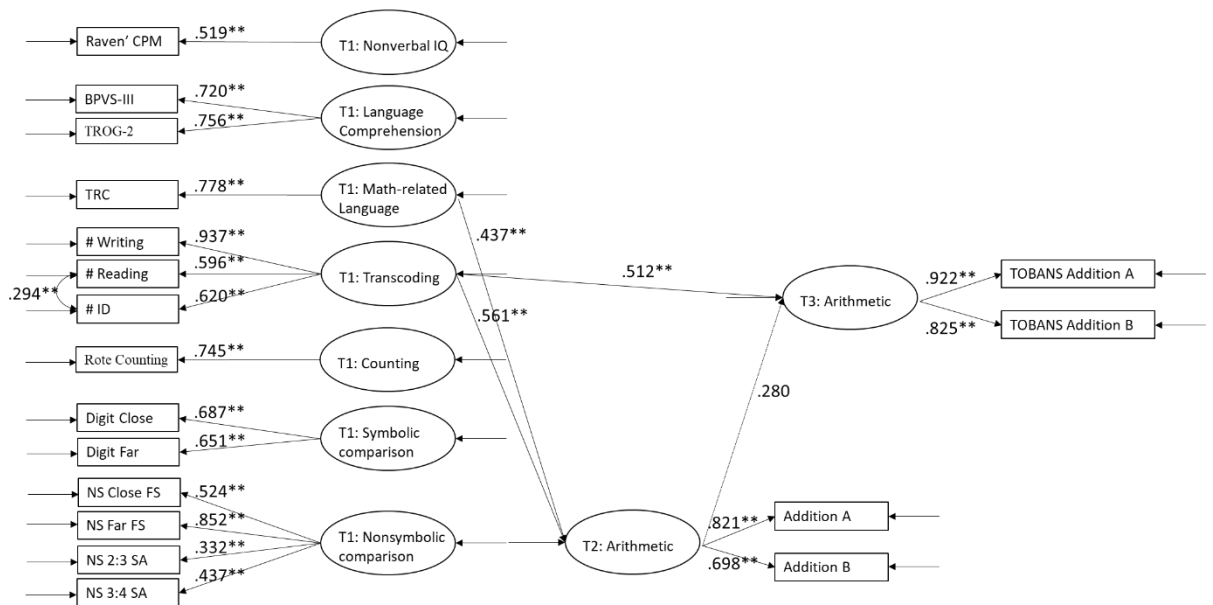 Raven' CPM
.519**
T1: Nonverbal IQ
BPVS-III
.720**
TROG-2
.756**
T1: Language
Comprehension
TRC
.778**
T1: Math-related
Language
# Writing
.937**
# Reading
.596**
# ID
.620**
.294**
T1: Transcoding
.437**
.512**
.561**
Rote Counting
.745**
T1: Counting
Digit Close
.687**
Digit Far
.651**
T1: Symbolic
comparison
NS Close FS
.524**
NS Far FS
.852**
NS 2:3 SA
.332**
NS 3:4 SA
.437**
T1: Nonsymbolic
comparison
T2: Arithmetic
.280
.821**
Addition A
.698**
Addition B
T3: Arithmetic
.922**
TOBANS Addition A
.825**
TOBANS Addition B